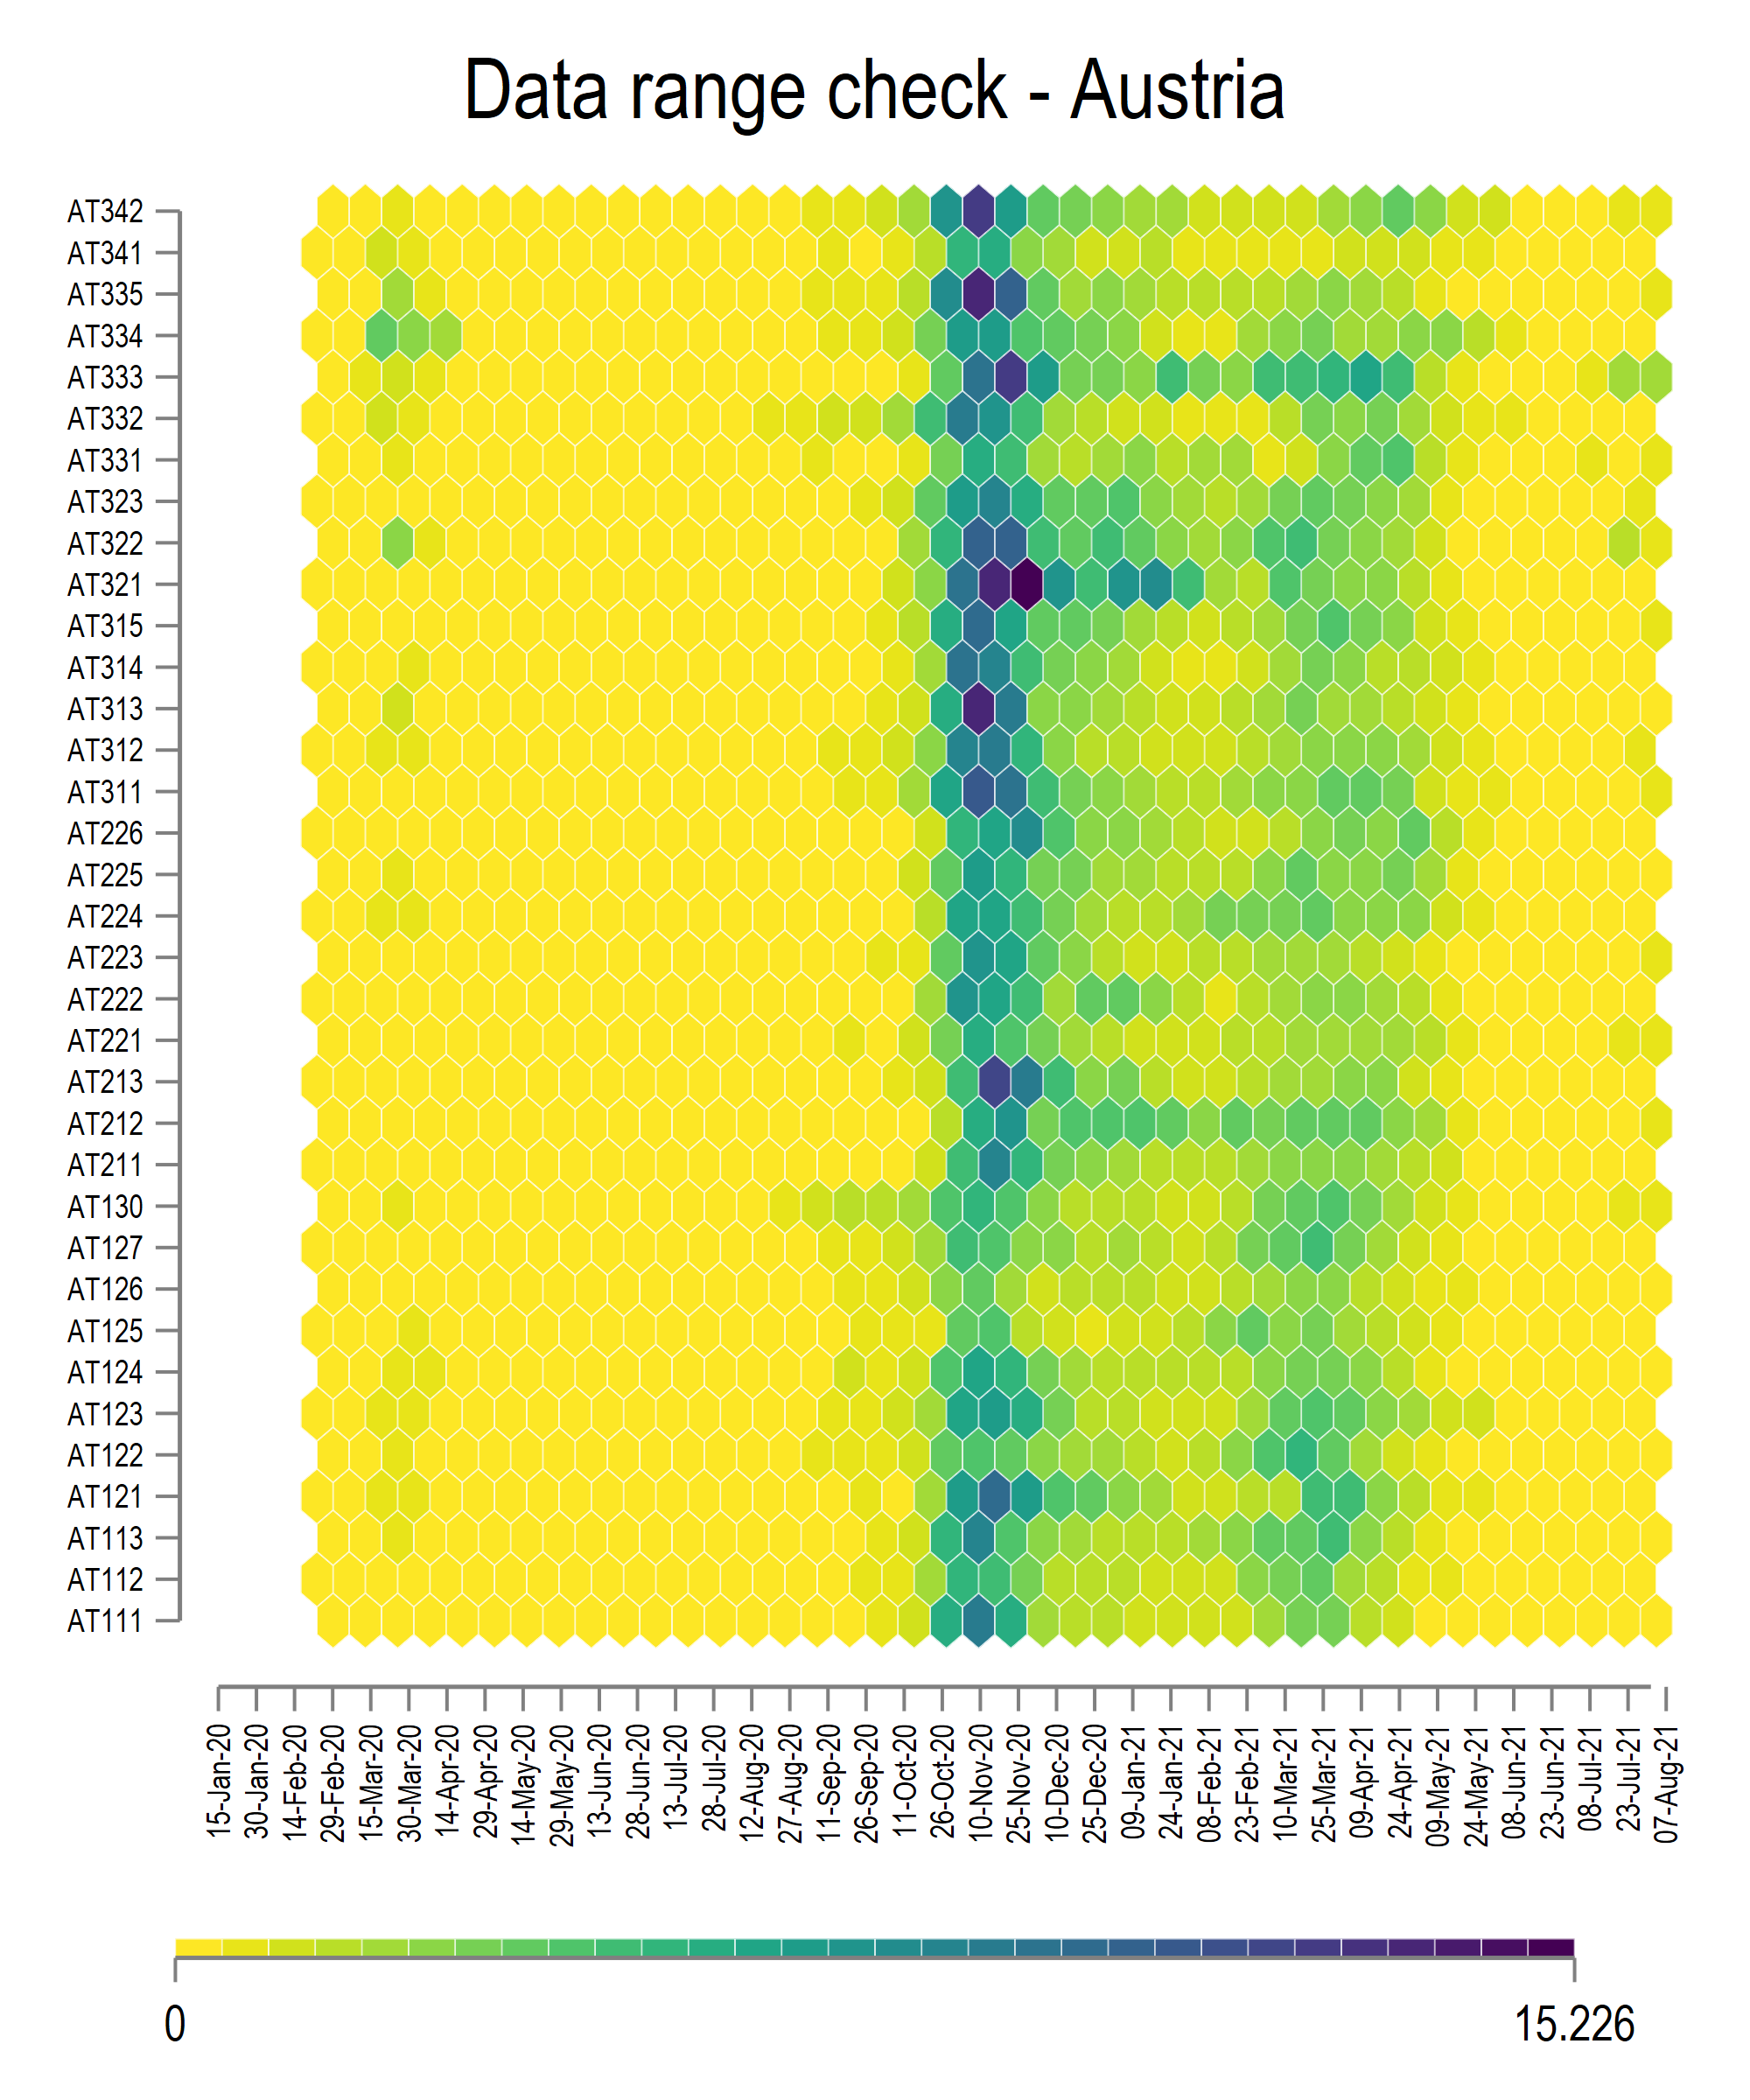 Data range check - Austria
AT342
AT341
AT335
AT334
AT333
AT332
AT331
AT323
AT322
AT321
AT315
AT314
AT313
AT312
AT311
AT226
AT225
AT224
AT223
AT222
AT221
AT213
AT212
AT211
AT130
AT127
AT126
AT125
AT124
AT123
AT122
AT121
AT113
AT112
AT111
15-Jan-20
30-Jan-20
14-Feb-20
29-Feb-20
15-Mar-20
30-Mar-20
14-Apr-20
29-Apr-20
14-May-20
29-May-20
13-Jun-20
28-Jun-20
13-Jul-20
28-Jul-20
12-Aug-20
27-Aug-20
11-Sep-20
26-Sep-20
11-Oct-20
26-Oct-20
10-Nov-20
25-Nov-20
10-Dec-20
25-Dec-20
09-Jan-21
24-Jan-21
08-Feb-21
23-Feb-21
10-Mar-21
25-Mar-21
09-Apr-21
24-Apr-21
09-May-21
24-May-21
08-Jun-21
23-Jun-21
08-Jul-21
23-Jul-21
07-Aug-21
0
15.226